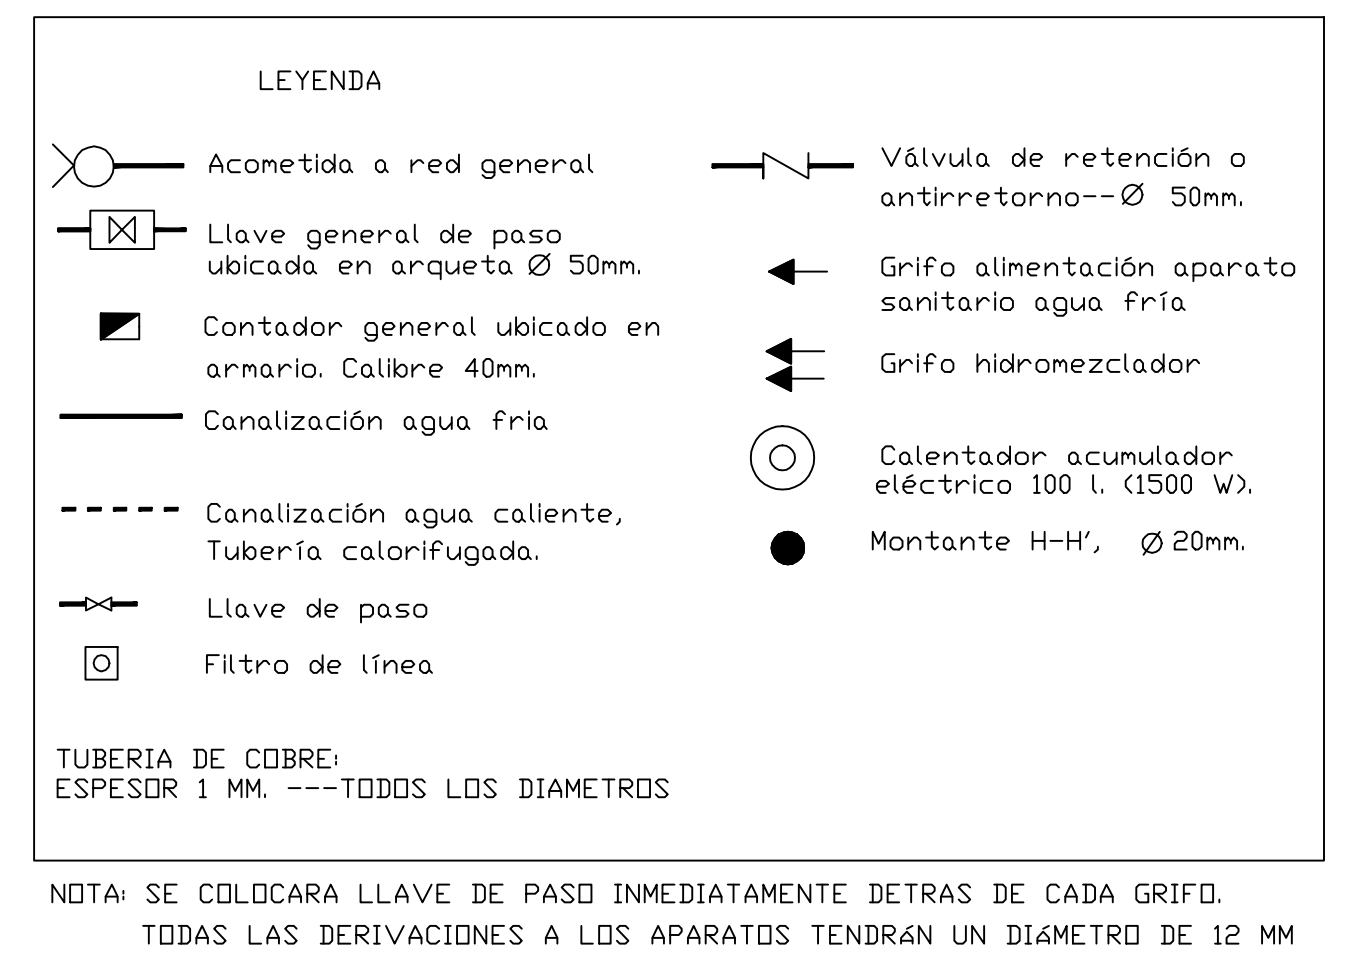 LEYENDA
Acometida a red general
Llave general de paso
ubicada en arqueta Ø 50mm.
Contador general ubicado en
armario. Calibre 40mm.
Canalización agua fria
Canalización agua caliente,
Tubería calorifugada.
Llave de paso
Filtro de línea
Válvula de retención o
antirretorno--Ø 50mm.
Grifo alimentación aparato
sanitario agua fría
Grifo hidromezclador
Calentador acumulador
eléctrico 100 l. (1500 W).
Montante H-H', Ø 20mm.
TUBERIA DE COBRE:
ESPESOR 1 MM. ---TODOS LOS DIAMETROS
NOTA: SE COLOCARA LLAVE DE PASO INMEDIATAMENTE DETRAS DE CADA GRIFO.
TODAS LAS DERIVACIONES A LOS APARATOS TENDRáN UN DIáMETRO DE 12 MM